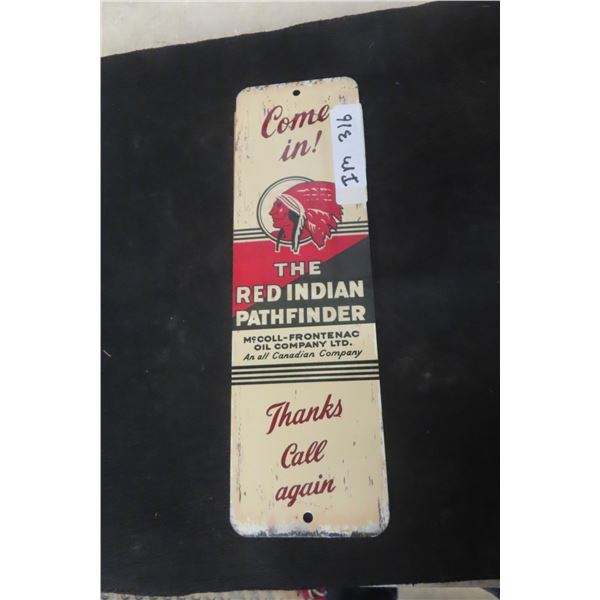 Come
in!
Im 316
THE
RED INDIAN
PATHFINDER
McCOLL-FRONTENAC
OIL COMPANY LTD.
An all Canadian Company
Thanks
Call
again